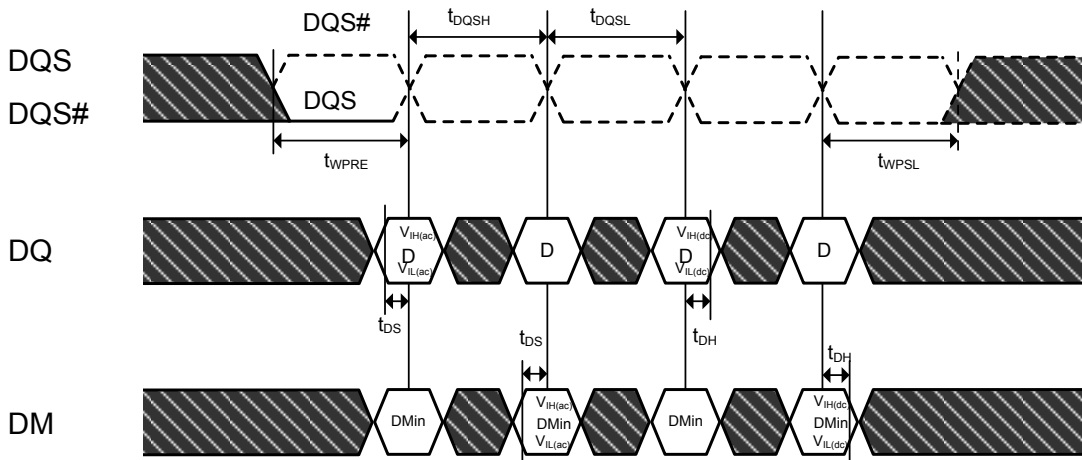 DQS#
tDQSH
tDQSL
DQS
DQS#
DQS
tWPRE
tWPSL
DQ
VIH(ac)
D
VIL(ac)
D
VIH(dc)
D
VIL(dc)
D
tDS
tDS
tDH
tDH
DM
DMin
VIH(ac)
DMin
VIL(ac)
DMin
VIH(dc)
DMin
VIL(dc)